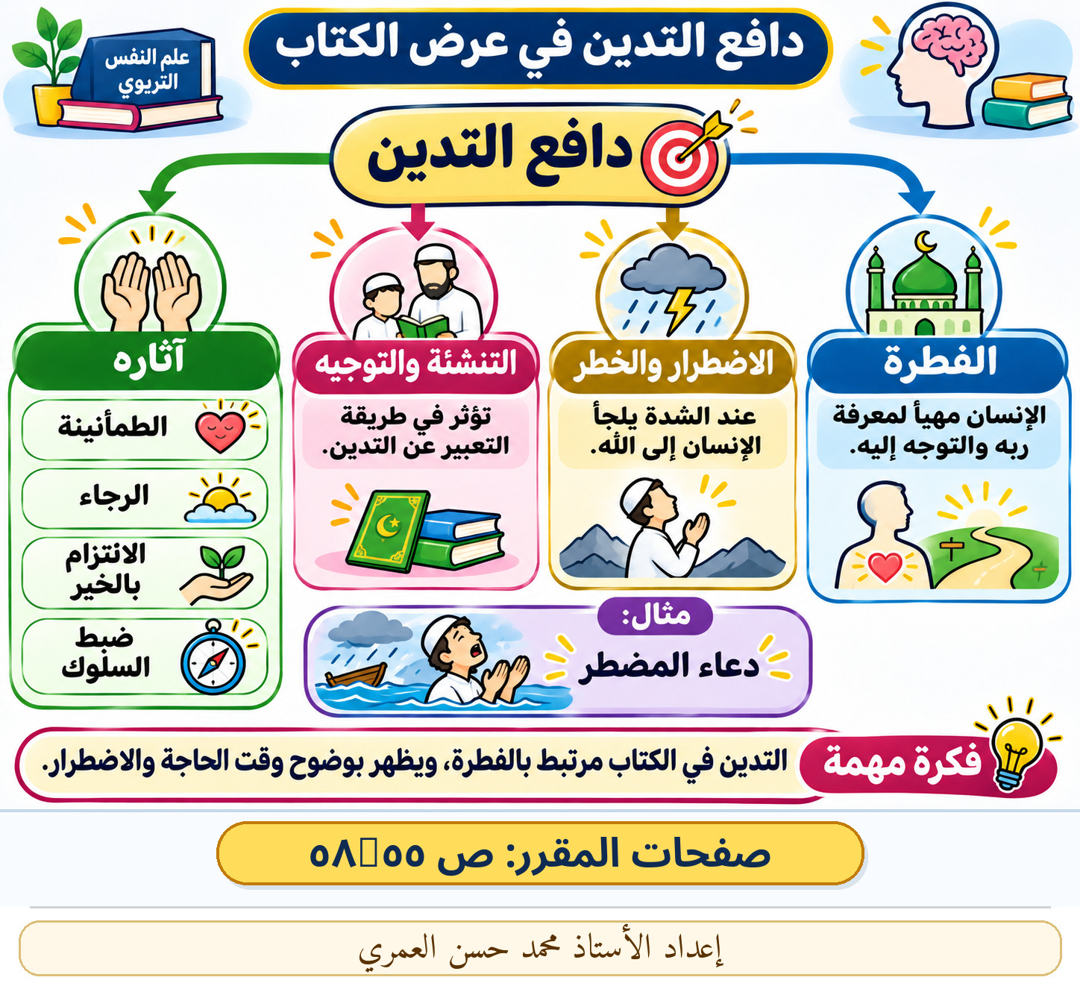 علم النفس
التربوي
دافع التدين في عرض الكتاب
دافع التدين
الفطرة
الإنسان مهيأ لمعرفة
ربه والتوجه إليه.
الاضطرار والخطر
عند الشدة يلجأ
الإنسان إلى الله.
التنشئة والتوجيه
تؤثر في طريقة
التعبير عن التدين.
آثاره
الطمأنينة
الرجاء
الانتزام
بالخير
ضبط
السلوك
مثال:
دعاء المضطر
فكرة مهمة
التدين في الكتاب مرتبط بالفطرة، ويظهر بوضوح وقت الحاجة والاضطرار.
صفحات المقرر: ص ٥٥▯٥٨
إعداد الأستاذ محمد حسن العمري